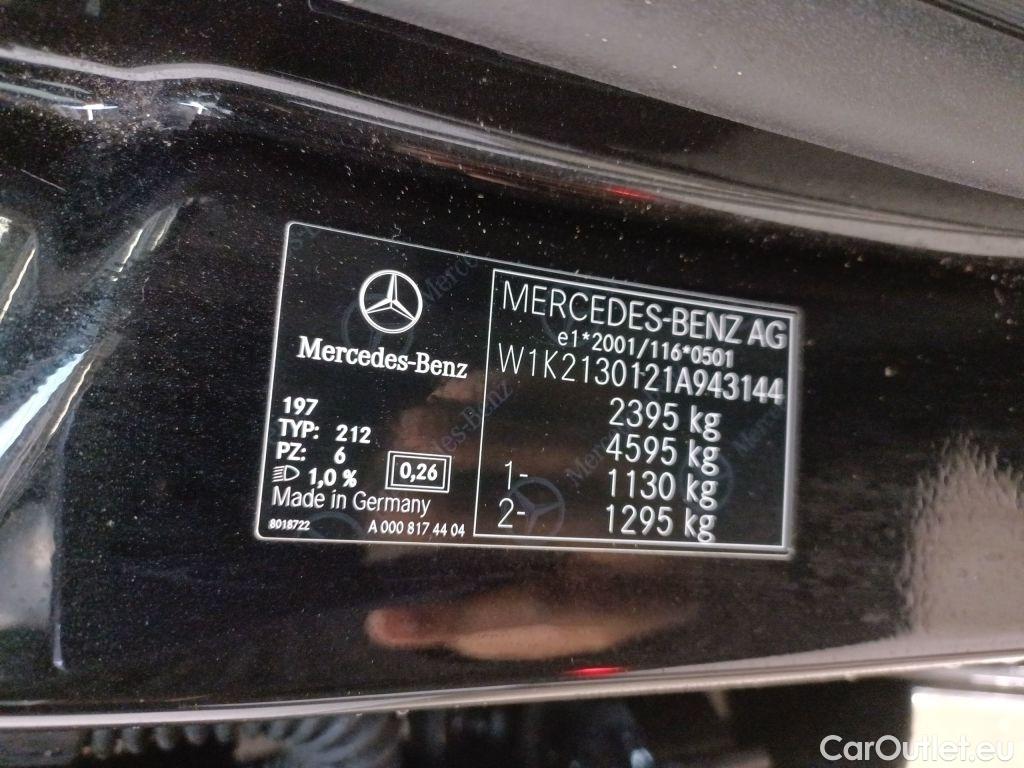 Mercedes-Benz
197
TYP: 212
PZ: 6
1,0 %
0,26
Made in Germany
8018722 A 000 817 44 04
MERCEDES-BENZ AG
e1*2001/116*0501
W1K2130121A943144
2395 kg
4595 kg
1- 1130 kg
2- 1295 kg
CarOutlet.eu